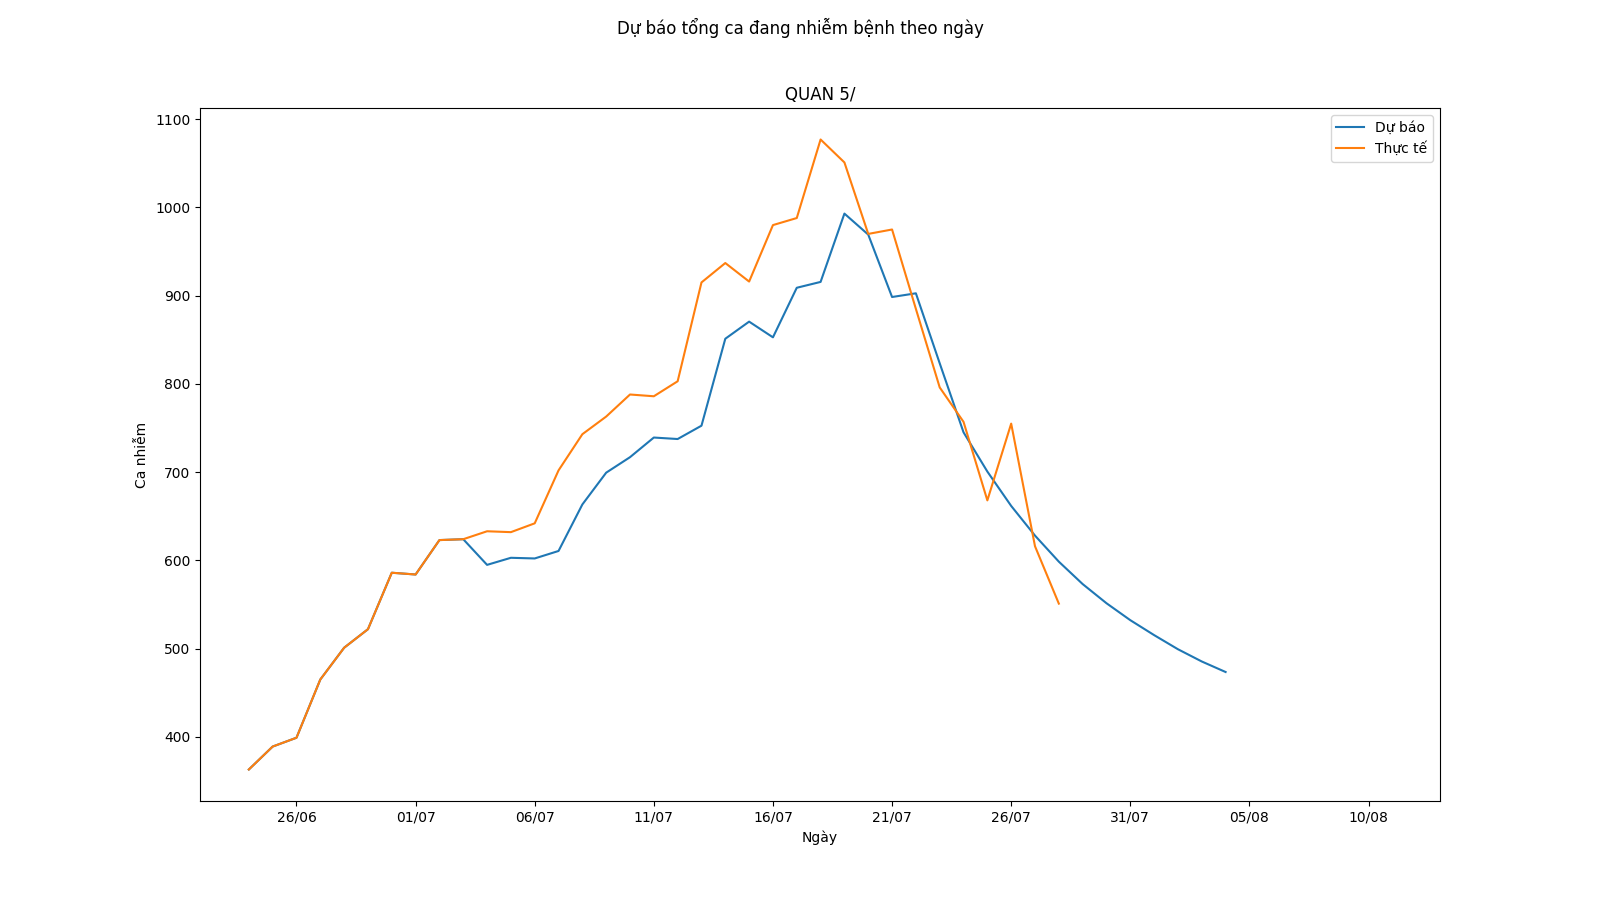 Dự báo tổng ca đang nhiễm bệnh theo ngày
QUAN 5/
Dự báo
Thực tế
1100
1000
900
800
700
600
500
400
Ca nhiễm
26/06 01/07 06/07 11/07 16/07 21/07 26/07 31/07 05/08 10/08
Ngày